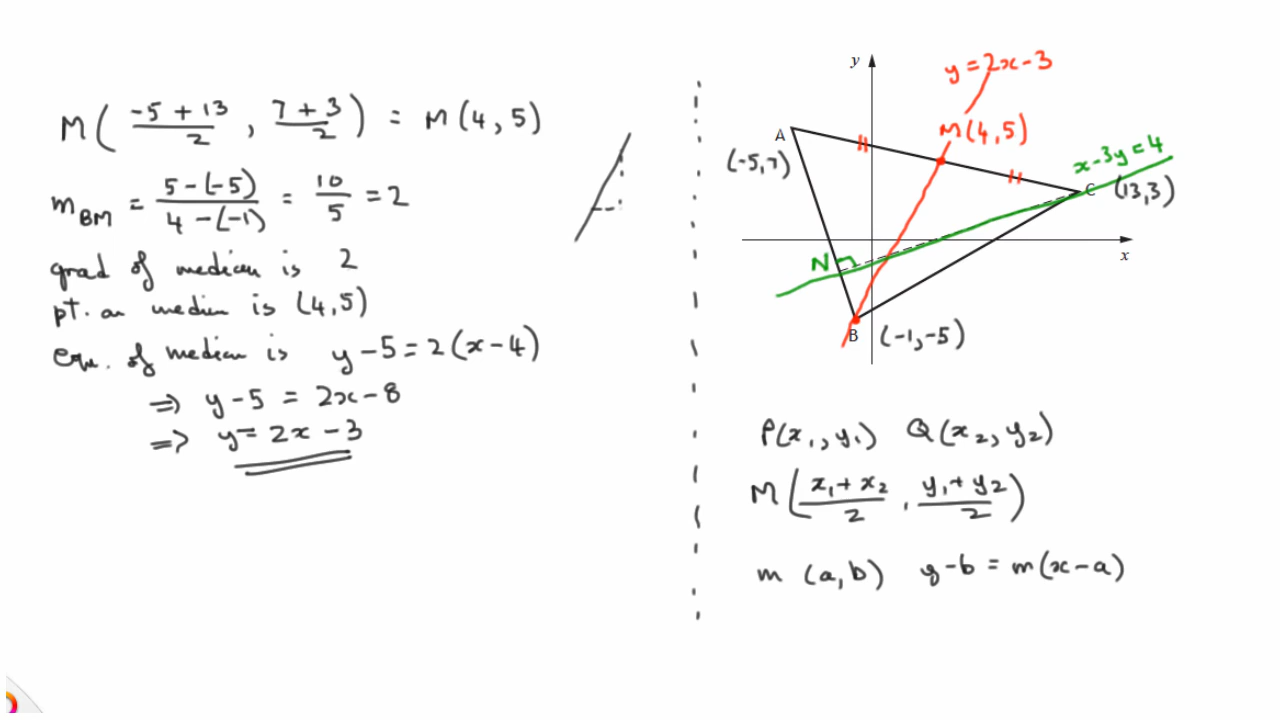 M( (-5 + 13)/2 , (7 + 3)/2 ) = M(4, 5)
m_BM = (5 - (-5))/(4 - (-1)) = 10/5 = 2
grad of median is 2
pt. on median is (4, 5)
equ. of median is y - 5 = 2(x - 4)
⇒ y - 5 = 2x - 8
⇒ y = 2x - 3
y
y = 2x - 3
A
M(4, 5)
(-5, 7)
x - 3y = 4
C (13, 3)
x
N
B (-1, -5)
P(x₁, y₁) Q(x₂, y₂)
M( (x₁ + x₂)/2 , (y₁ + y₂)/2 )
m (a, b) y - b = m(x - a)